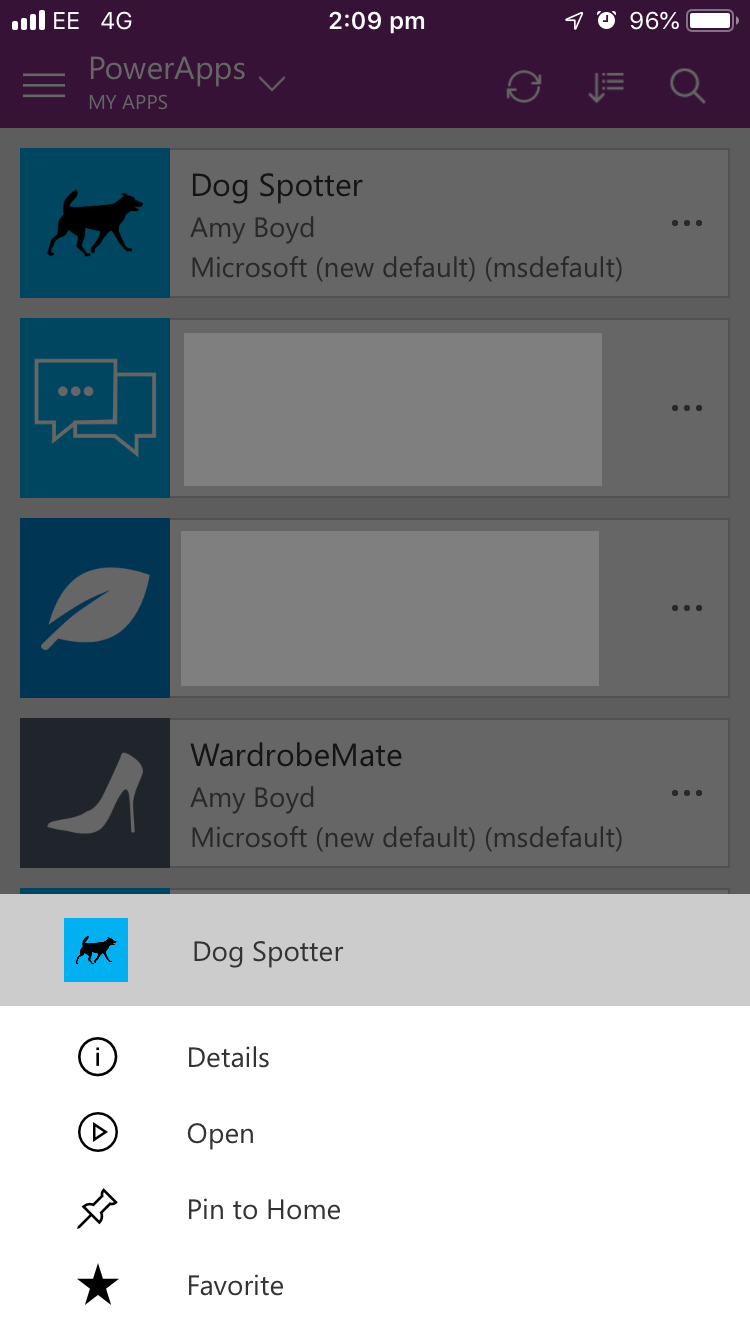 EE 4G 2:09 pm 96%
PowerApps
MY APPS
Dog Spotter
Amy Boyd
Microsoft (new default) (msdefault)
WardrobeMate
Amy Boyd
Microsoft (new default) (msdefault)
Dog Spotter
Details
Open
Pin to Home
Favorite